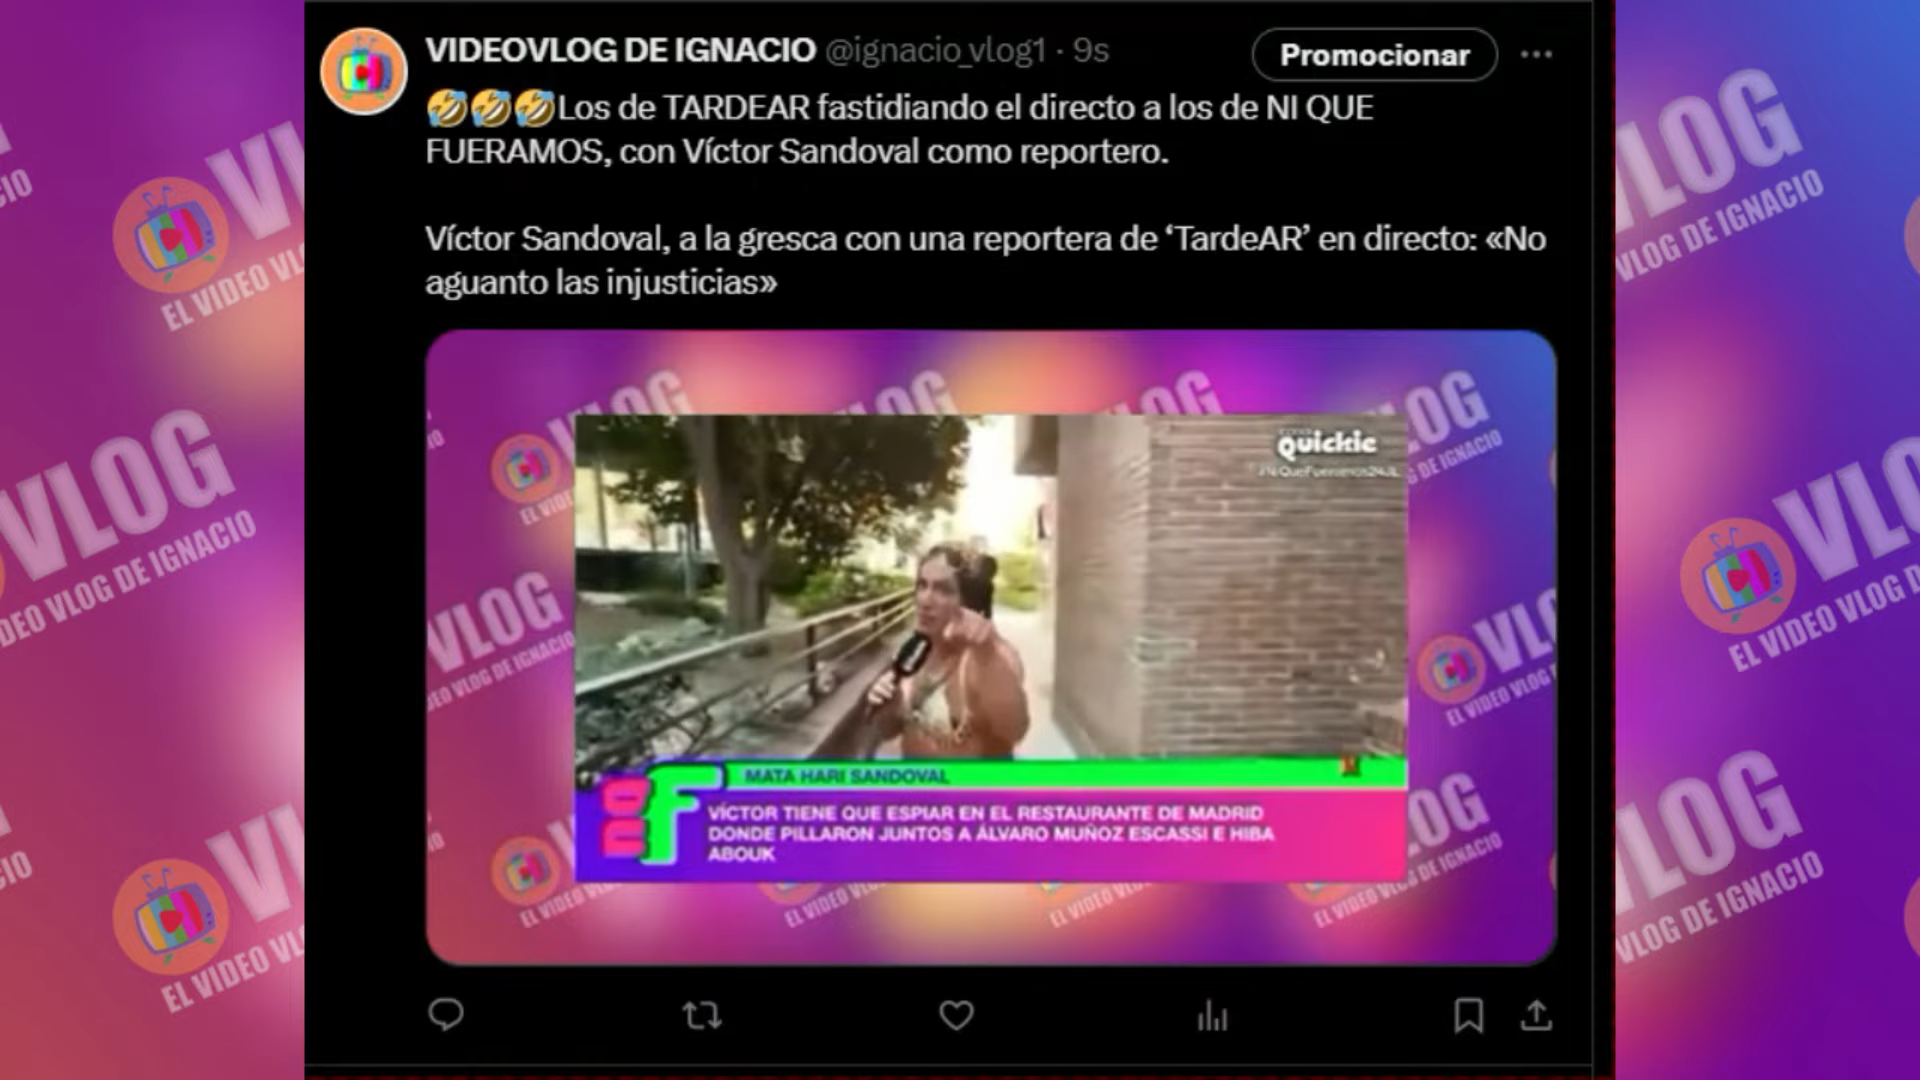 VIDEOVLOG DE IGNACIO @ignacio_vlog1 · 9s
Promocionar
🤣🤣🤣Los de TARDEAR fastidiando el directo a los de NI QUE
FUERAMOS, con Víctor Sandoval como reportero.
Víctor Sandoval, a la gresca con una reportera de ‘TardeAR’ en directo: «No
aguanto las injusticias»
quickie
#NiQueFueramos24JL
MATA HARI SANDOVAL
VÍCTOR TIENE QUE ESPIAR EN EL RESTAURANTE DE MADRID
DONDE PILLARON JUNTOS A ÁLVARO MUÑOZ ESCASSI E HIBA
ABOUK
VLOG
EL VIDEO VLOG DE IGNACIO